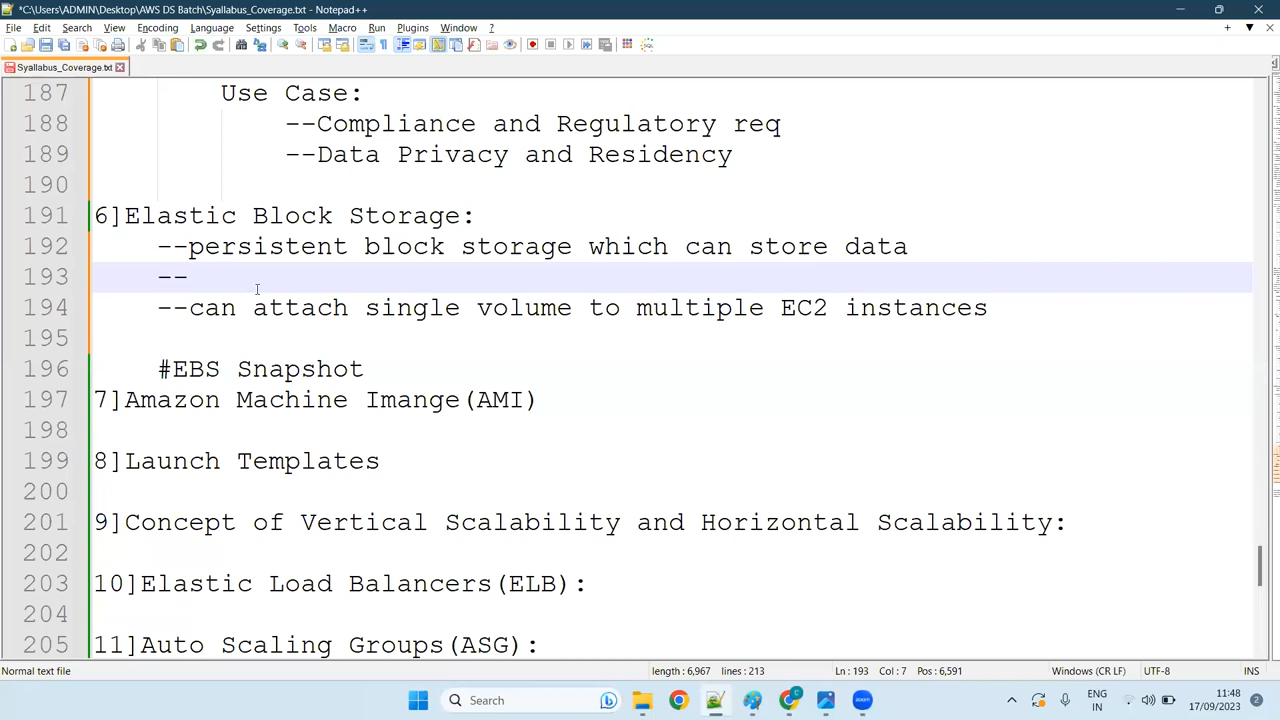 *C:\Users\ADMIN\Desktop\AWS DS Batch\Syallabus_Coverage.txt - Notepad++
File Edit Search View Encoding Language Settings Tools Macro Run Plugins Window ?
Syallabus_Coverage.txt
187 Use Case:
188 --Compliance and Regulatory req
189 --Data Privacy and Residency
190
191 6]Elastic Block Storage:
192 --persistent block storage which can store data
193 --
194 --can attach single volume to multiple EC2 instances
195
196 #EBS Snapshot
197 7]Amazon Machine Imange(AMI)
198
199 8]Launch Templates
200
201 9]Concept of Vertical Scalability and Horizontal Scalability:
202
203 10]Elastic Load Balancers(ELB):
204
205 11]Auto Scaling Groups(ASG):
Normal text file length : 6,967 lines : 213 Ln : 193 Col : 7 Pos : 6,591 Windows (CR LF) UTF-8 INS
Search ENG 11:48
IN 17/09/2023 2